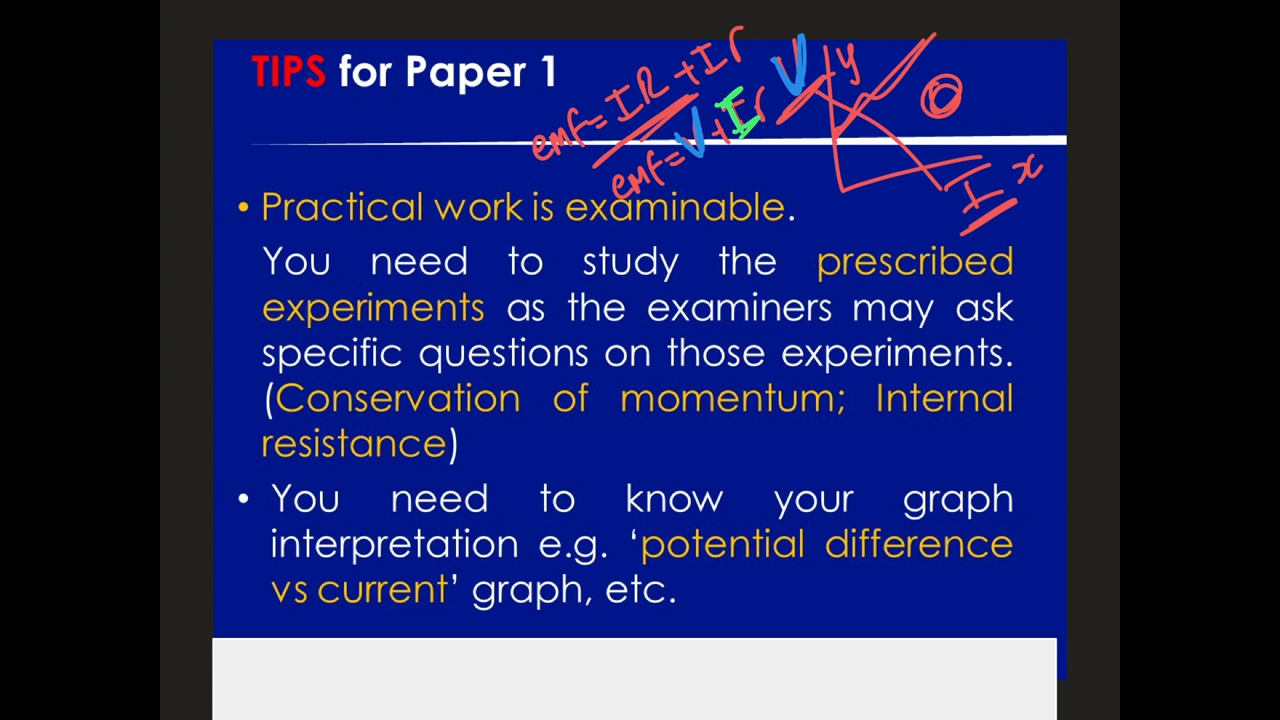 TIPS for Paper 1
emf = IR + Ir
emf = V + Ir
V y
I x
• Practical work is examinable.
You need to study the prescribed
experiments as the examiners may ask
specific questions on those experiments.
(Conservation of momentum; Internal
resistance)
• You need to know your graph
interpretation e.g. ‘potential difference
vs current’ graph, etc.